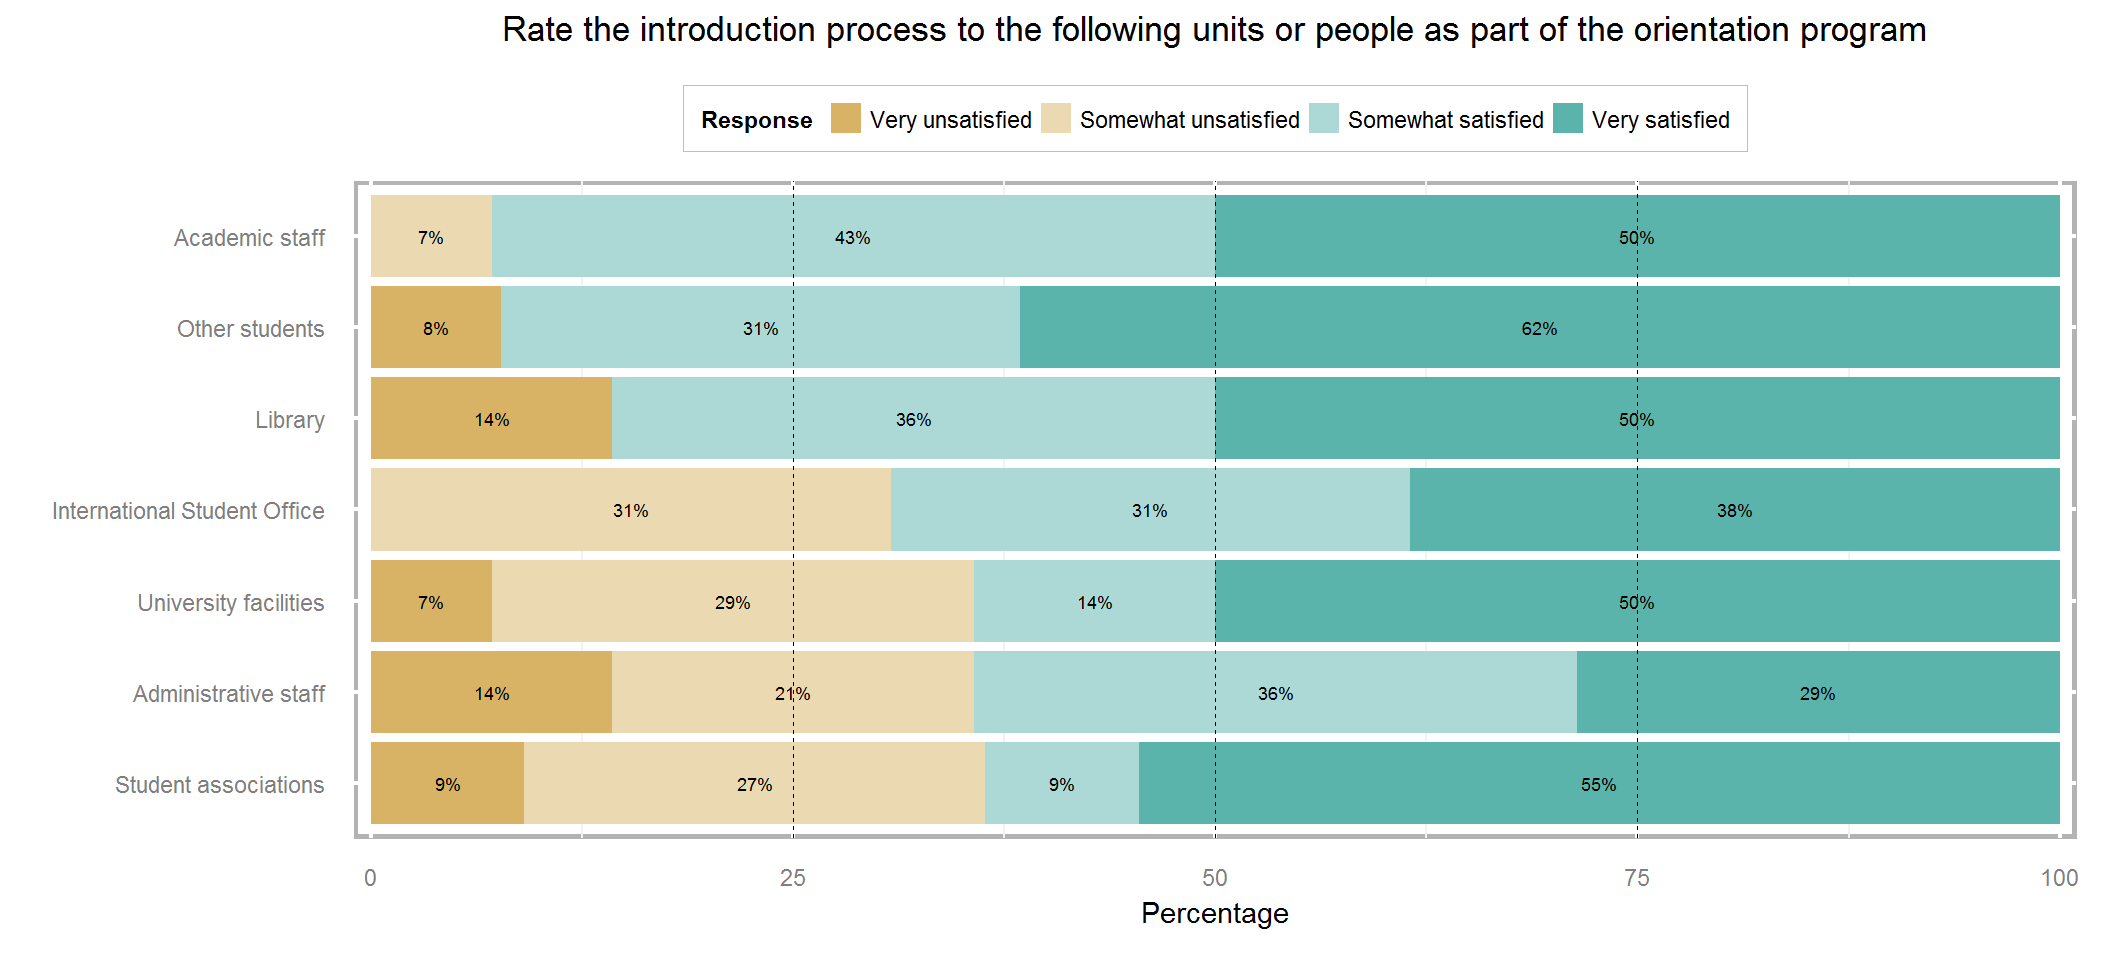 Rate the introduction process to the following units or people as part of the orientation program
Response Very unsatisfied Somewhat unsatisfied Somewhat satisfied Very satisfied
Academic staff 7% 43% 50%
Other students 8% 31% 62%
Library 14% 36% 50%
International Student Office 31% 31% 38%
University facilities 7% 29% 14% 50%
Administrative staff 14% 21% 36% 29%
Student associations 9% 27% 9% 55%
0 25 50 75 100
Percentage